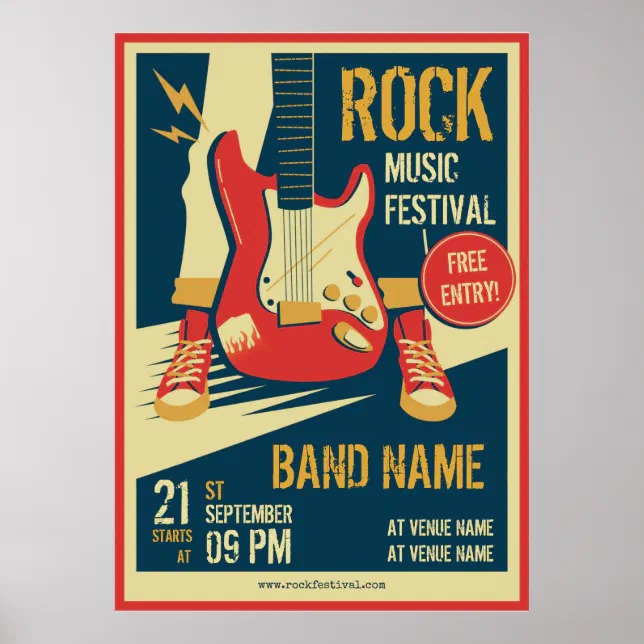 ROCK
MUSIC
FESTIVAL
FREE
ENTRY!
BAND NAME
21 ST
SEPTEMBER
STARTS
AT
09 PM
AT VENUE NAME
AT VENUE NAME
www.rockfestival.com